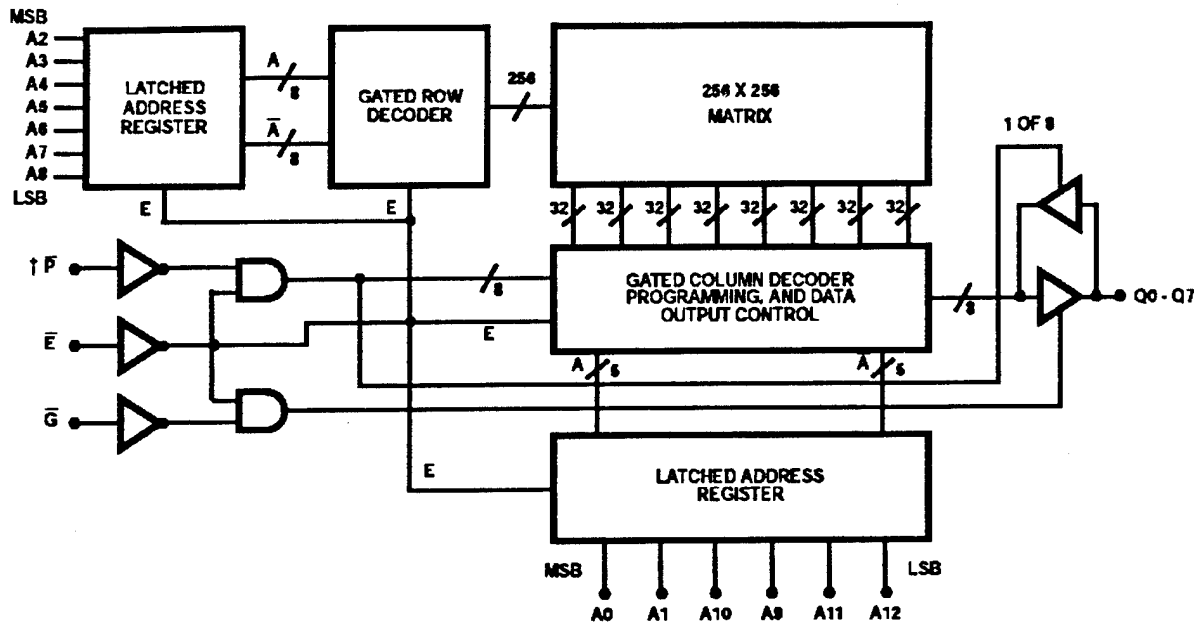 MSB
A2
A3
A4
A5
A6
A7
A8
LSB
LATCHED
ADDRESS
REGISTER
A
8
A̅
8
GATED ROW
DECODER
256
256 X 256
MATRIX
1 OF 8
E
E
32 32 32 32 32 32 32 32
† P̅
E̅
G̅
8
E
GATED COLUMN DECODER
PROGRAMMING, AND DATA
OUTPUT CONTROL
8
Q0 - Q7
A
5
A̅
5
E
LATCHED ADDRESS
REGISTER
MSB
LSB
A0 A1 A10 A9 A11 A12